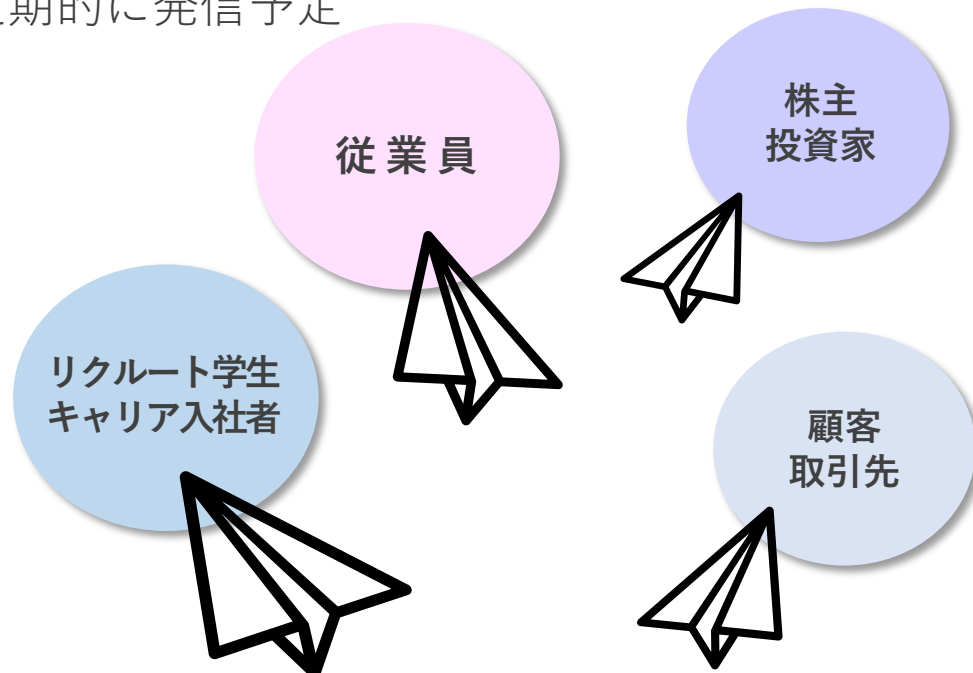 期的に発信予定
従業員
株主
投資家
リクルート学生
キャリア入社者
顧客
取引先